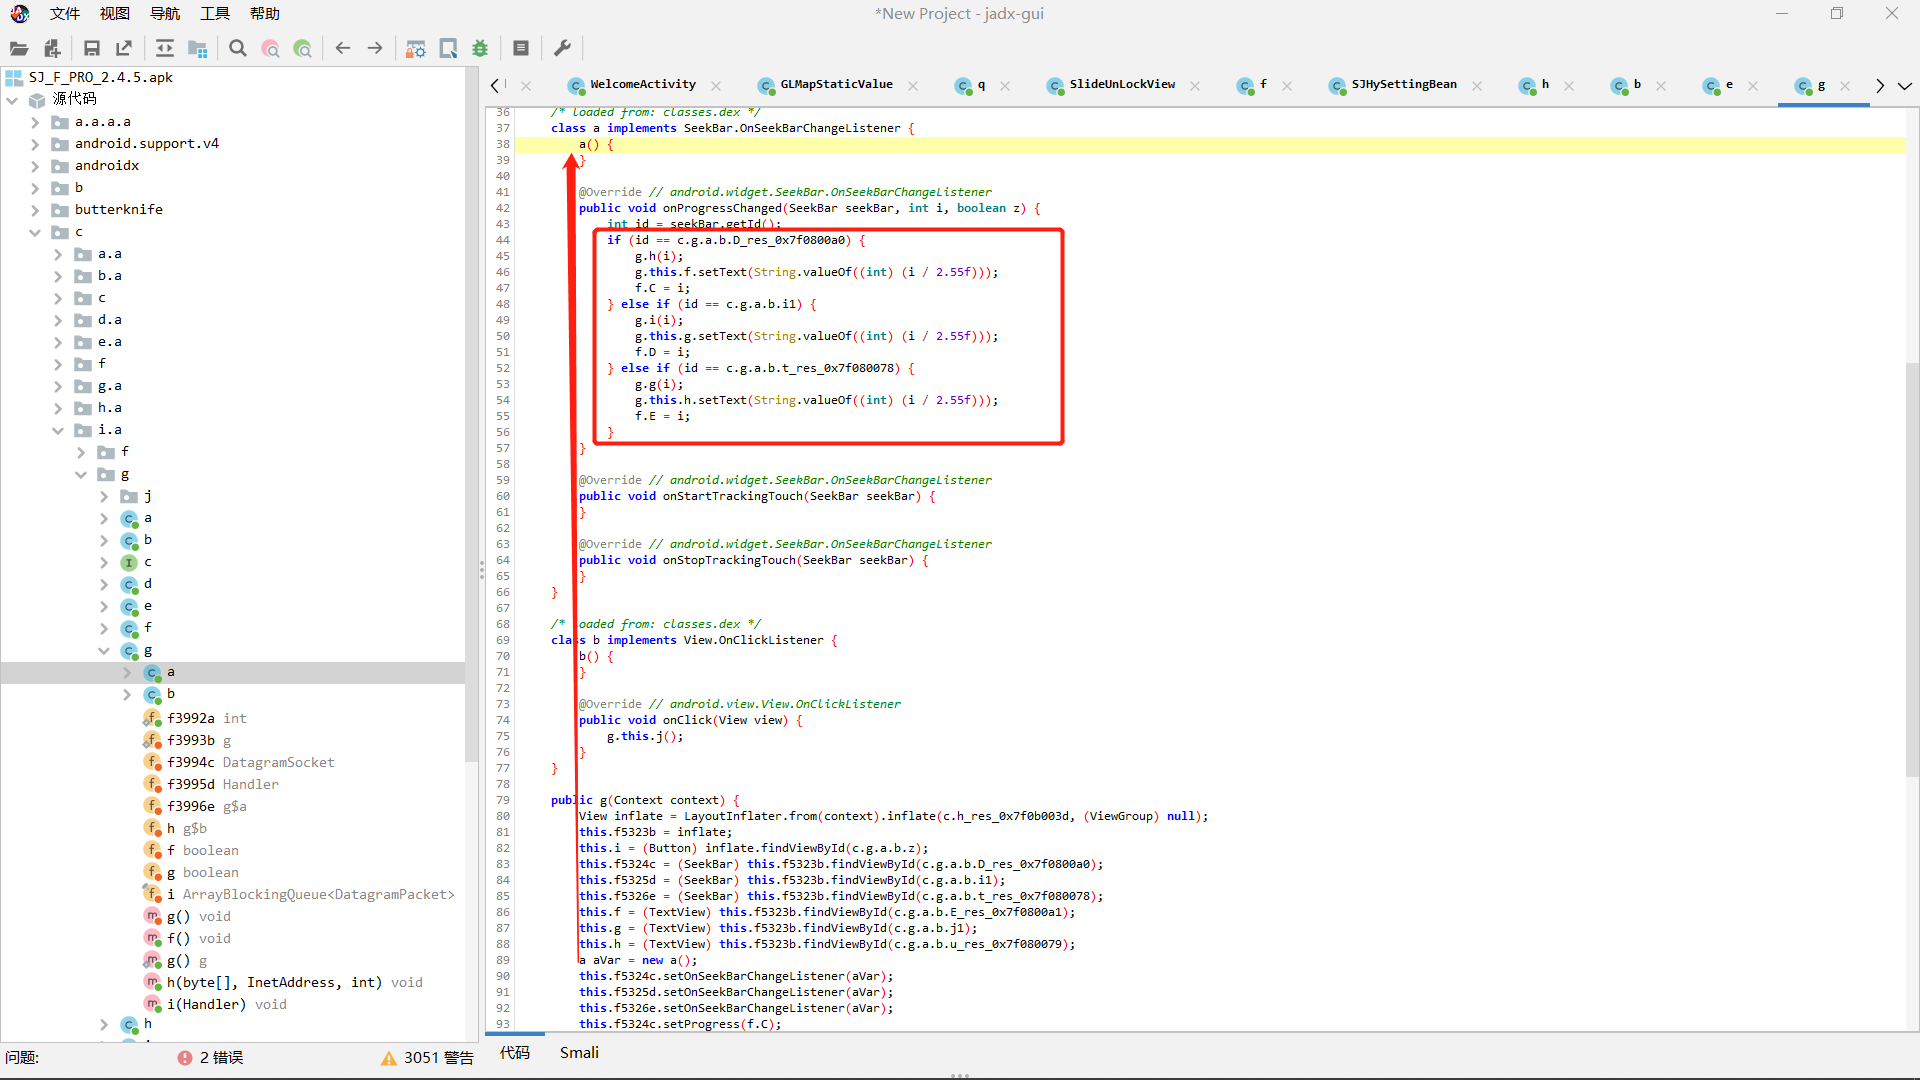 文件 视图 导航 工具 帮助
*New Project - jadx-gui
SJ_F_PRO_2.4.5.apk
源代码
a.a.a.a
android.support.v4
androidx
b
butterknife
c
a.a
b.a
c
d.a
e.a
f
g.a
h.a
i.a
f
g
j
a
b
c
d
e
f
g
a
b
f3992a int
f3993b g
f3994c DatagramSocket
f3995d Handler
f3996e g$a
h g$b
f boolean
g boolean
i ArrayBlockingQueue<DatagramPacket>
g() void
f() void
g() g
h(byte[], InetAddress, int) void
i(Handler) void
h
问题: 2 错误 3051 警告
WelcomeActivity GLMapStaticValue q SlideUnLockView f SJHySettingBean h b e g
36 /* loaded from: classes.dex */
37 class a implements SeekBar.OnSeekBarChangeListener {
38 a() {
39 }
40
41 @Override // android.widget.SeekBar.OnSeekBarChangeListener
42 public void onProgressChanged(SeekBar seekBar, int i, boolean z) {
43 int id = seekBar.getId();
44 if (id == c.g.a.b.D_res_0x7f0800a0) {
45 g.h(i);
46 g.this.f.setText(String.valueOf((int) (i / 2.55f)));
47 f.C = i;
48 } else if (id == c.g.a.b.i1) {
49 g.i(i);
50 g.this.g.setText(String.valueOf((int) (i / 2.55f)));
51 f.D = i;
52 } else if (id == c.g.a.b.t_res_0x7f080078) {
53 g.g(i);
54 g.this.h.setText(String.valueOf((int) (i / 2.55f)));
55 f.E = i;
56 }
57 }
58
59 @Override // android.widget.SeekBar.OnSeekBarChangeListener
60 public void onStartTrackingTouch(SeekBar seekBar) {
61 }
62
63 @Override // android.widget.SeekBar.OnSeekBarChangeListener
64 public void onStopTrackingTouch(SeekBar seekBar) {
65 }
66 }
67
68 /* loaded from: classes.dex */
69 class b implements View.OnClickListener {
70 b() {
71 }
72
73 @Override // android.view.View.OnClickListener
74 public void onClick(View view) {
75 g.this.j();
76 }
77 }
78
79 public g(Context context) {
80 View inflate = LayoutInflater.from(context).inflate(c.h_res_0x7f0b003d, (ViewGroup) null);
81 this.f5323b = inflate;
82 this.i = (Button) inflate.findViewById(c.g.a.b.z);
83 this.f5324c = (SeekBar) this.f5323b.findViewById(c.g.a.b.D_res_0x7f0800a0);
84 this.f5325d = (SeekBar) this.f5323b.findViewById(c.g.a.b.i1);
85 this.f5326e = (SeekBar) this.f5323b.findViewById(c.g.a.b.t_res_0x7f080078);
86 this.f = (TextView) this.f5323b.findViewById(c.g.a.b.E_res_0x7f0800a1);
87 this.g = (TextView) this.f5323b.findViewById(c.g.a.b.j1);
88 this.h = (TextView) this.f5323b.findViewById(c.g.a.b.u_res_0x7f080079);
89 a aVar = new a();
90 this.f5324c.setOnSeekBarChangeListener(aVar);
91 this.f5325d.setOnSeekBarChangeListener(aVar);
92 this.f5326e.setOnSeekBarChangeListener(aVar);
93 this.f5324c.setProgress(f.C);
代码 Smali